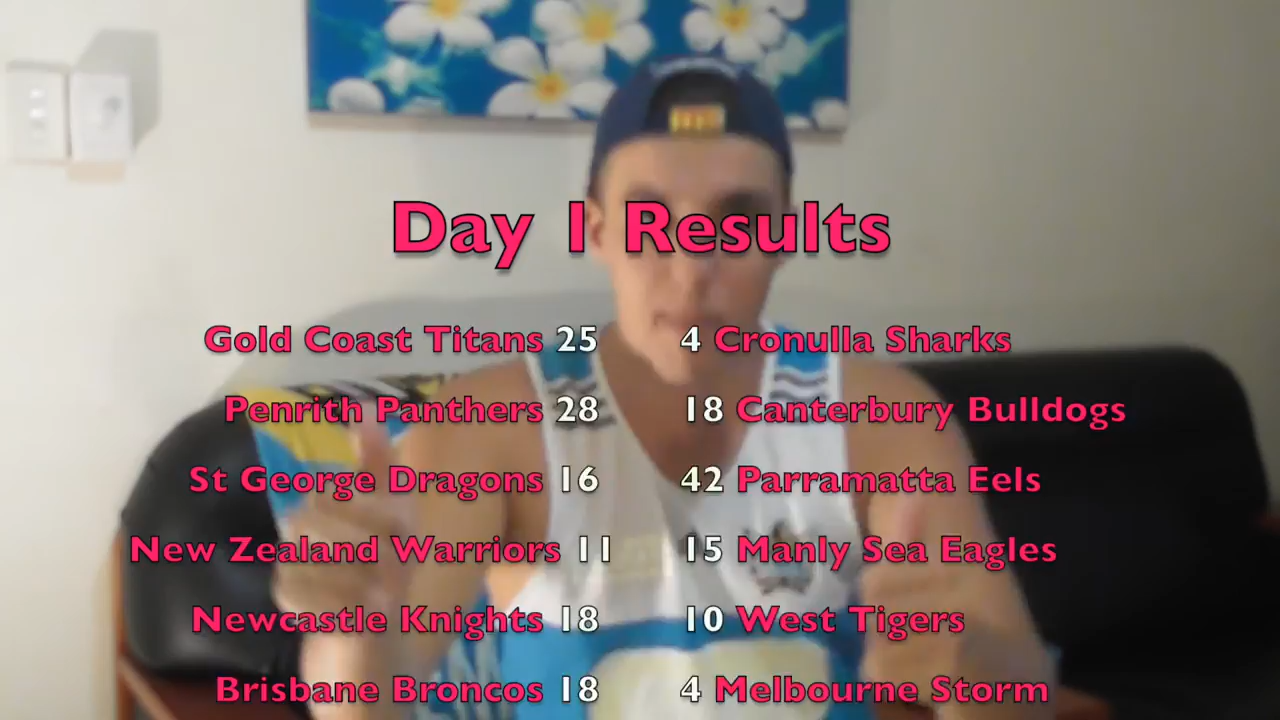 Day 1 Results
Gold Coast Titans 25 4 Cronulla Sharks
Penrith Panthers 28 18 Canterbury Bulldogs
St George Dragons 16 42 Parramatta Eels
New Zealand Warriors 11 15 Manly Sea Eagles
Newcastle Knights 18 10 West Tigers
Brisbane Broncos 18 4 Melbourne Storm